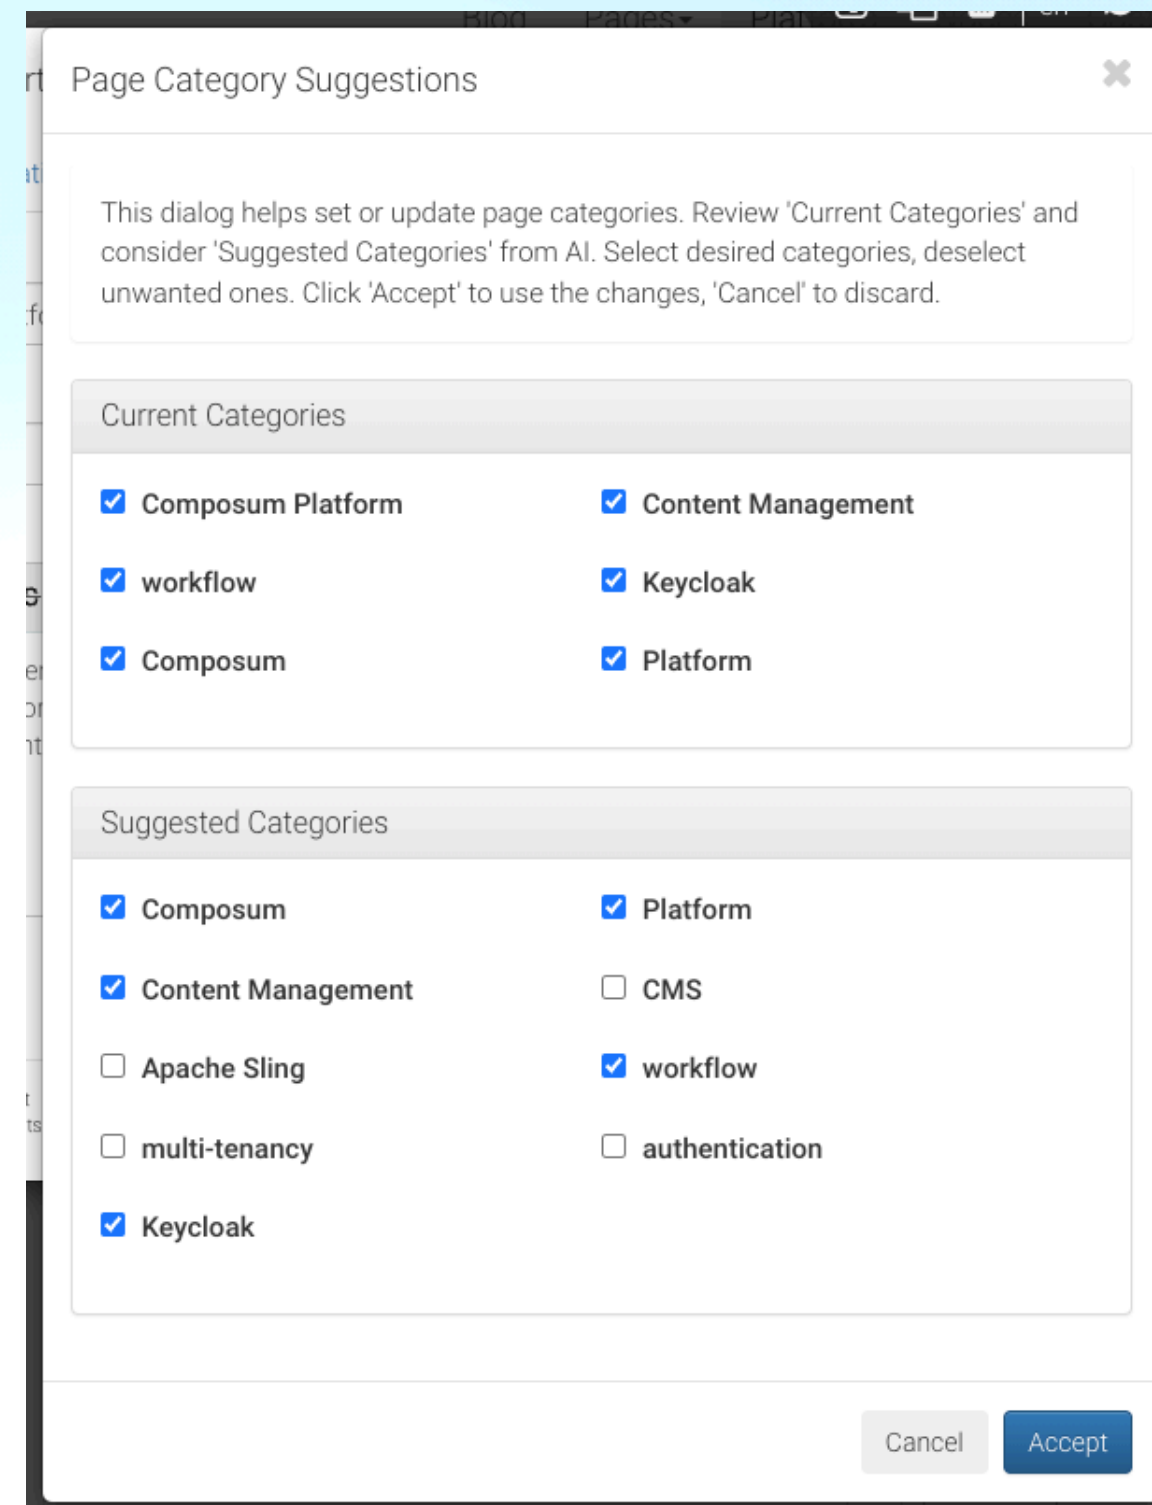 Blog Pages
Page Category Suggestions
This dialog helps set or update page categories. Review 'Current Categories' and
consider 'Suggested Categories' from AI. Select desired categories, deselect
unwanted ones. Click 'Accept' to use the changes, 'Cancel' to discard.
Current Categories
Composum Platform Content Management
workflow Keycloak
Composum Platform
Suggested Categories
Composum Platform
Content Management CMS
Apache Sling workflow
multi-tenancy authentication
Keycloak
Cancel Accept